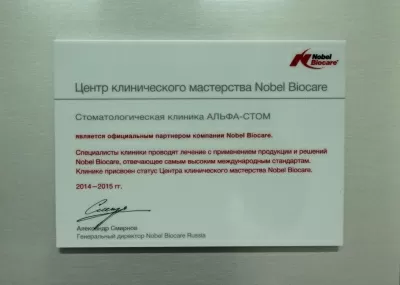 Nobel
Biocare®
Центр клинического мастерства Nobel Biocare
Стоматологическая клиника АЛЬФА-СТОМ
является официальным партнером компании Nobel Biocare.
Специалисты клиники проводят лечение с применением продукции и решений
Nobel Biocare, отвечающее самым высоким международным стандартам.
Клинике присвоен статус Центра клинического мастерства Nobel Biocare.
2014–2015 гг.
Александр Смирнов
Генеральный директор Nobel Biocare Russia